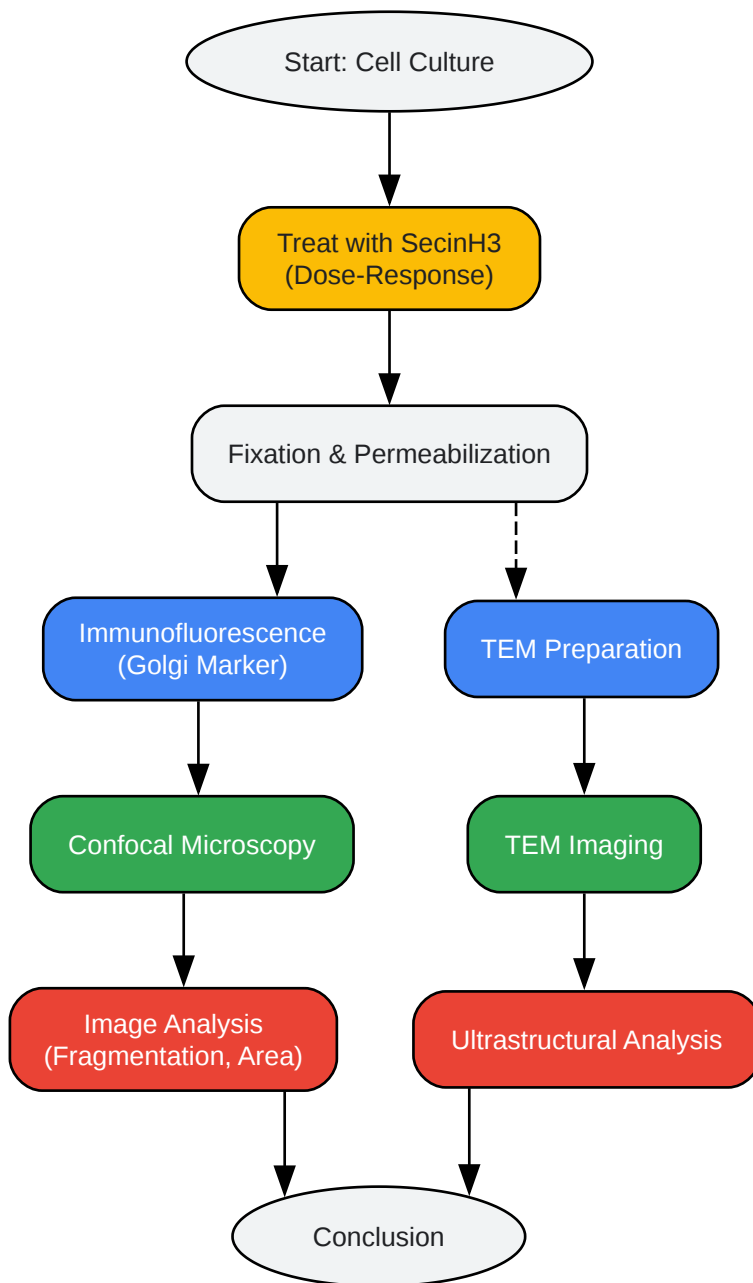 Start: Cell Culture
Treat with SecinH3
(Dose-Response)
Fixation & Permeabilization
Immunofluorescence
(Golgi Marker)
TEM Preparation
Confocal Microscopy
TEM Imaging
Image Analysis
(Fragmentation, Area)
Ultrastructural Analysis
Conclusion